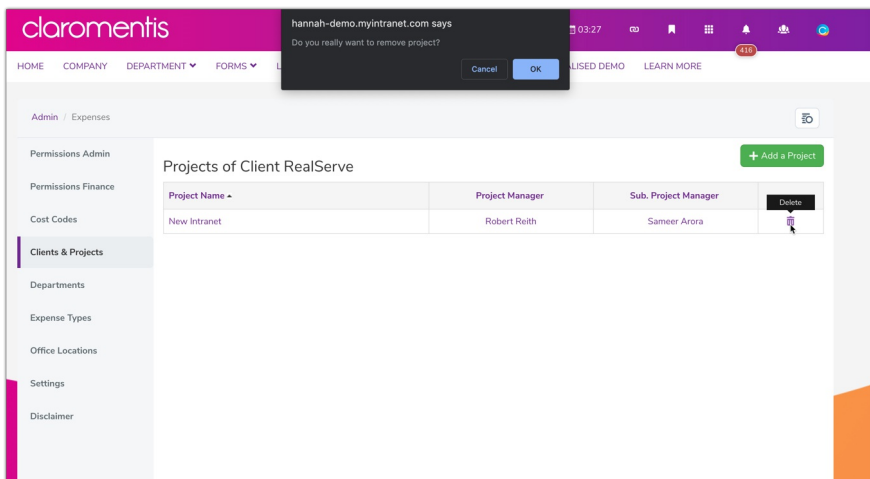 claromentis
hannah-demo.myintranet.com says
Do you really want to remove project?
Cancel OK
03:27
416
HOME COMPANY DEPARTMENT FORMS L ALISED DEMO LEARN MORE
Admin / Expenses
Permissions Admin
Permissions Finance
Cost Codes
Clients & Projects
Departments
Expense Types
Office Locations
Settings
Disclaimer
Projects of Client RealServe
+ Add a Project
Project Name Project Manager Sub. Project Manager
Delete
New Intranet Robert Reith Sameer Arora